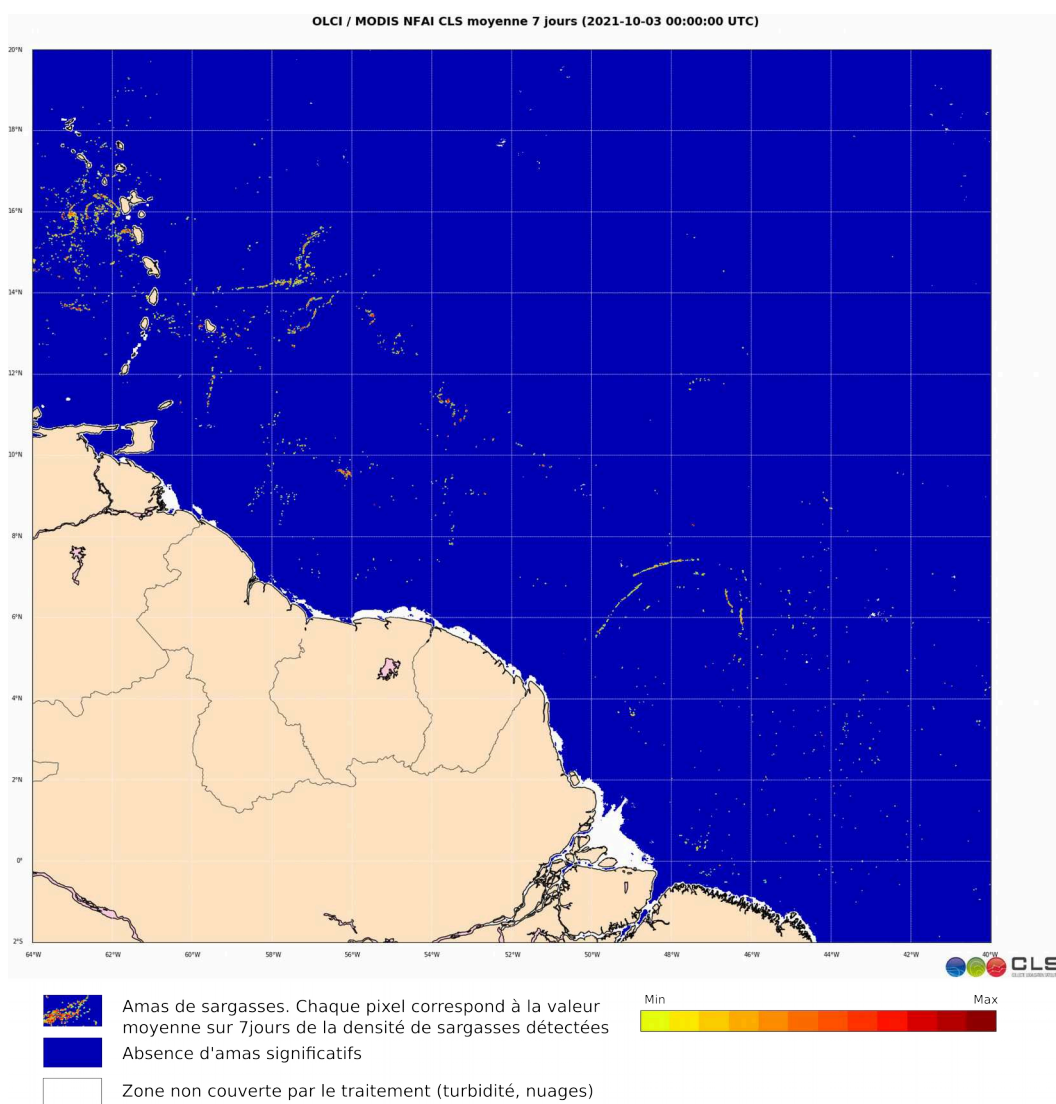 OLCI / MODIS NFAI CLS moyenne 7 jours (2021-10-03 00:00:00 UTC)
20°N
18°N
16°N
14°N
12°N
10°N
8°N
6°N
4°N
2°N
0°
2°S
64°W 62°W 60°W 58°W 56°W 54°W 52°W 50°W 48°W 46°W 44°W 42°W 40°W
CLS
Amas de sargasses. Chaque pixel correspond à la valeur
moyenne sur 7jours de la densité de sargasses détectées
Min Max
Absence d'amas significatifs
Zone non couverte par le traitement (turbidité, nuages)